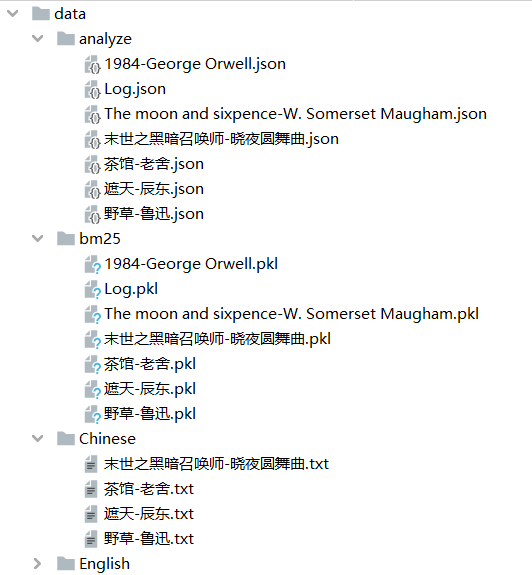 data
analyze
1984-George Orwell.json
Log.json
The moon and sixpence-W. Somerset Maugham.json
末世之黑暗召唤师-晓夜圆舞曲.json
茶馆-老舍.json
遮天-辰东.json
野草-鲁迅.json
bm25
1984-George Orwell.pkl
Log.pkl
The moon and sixpence-W. Somerset Maugham.pkl
末世之黑暗召唤师-晓夜圆舞曲.pkl
茶馆-老舍.pkl
遮天-辰东.pkl
野草-鲁迅.pkl
Chinese
末世之黑暗召唤师-晓夜圆舞曲.txt
茶馆-老舍.txt
遮天-辰东.txt
野草-鲁迅.txt
English